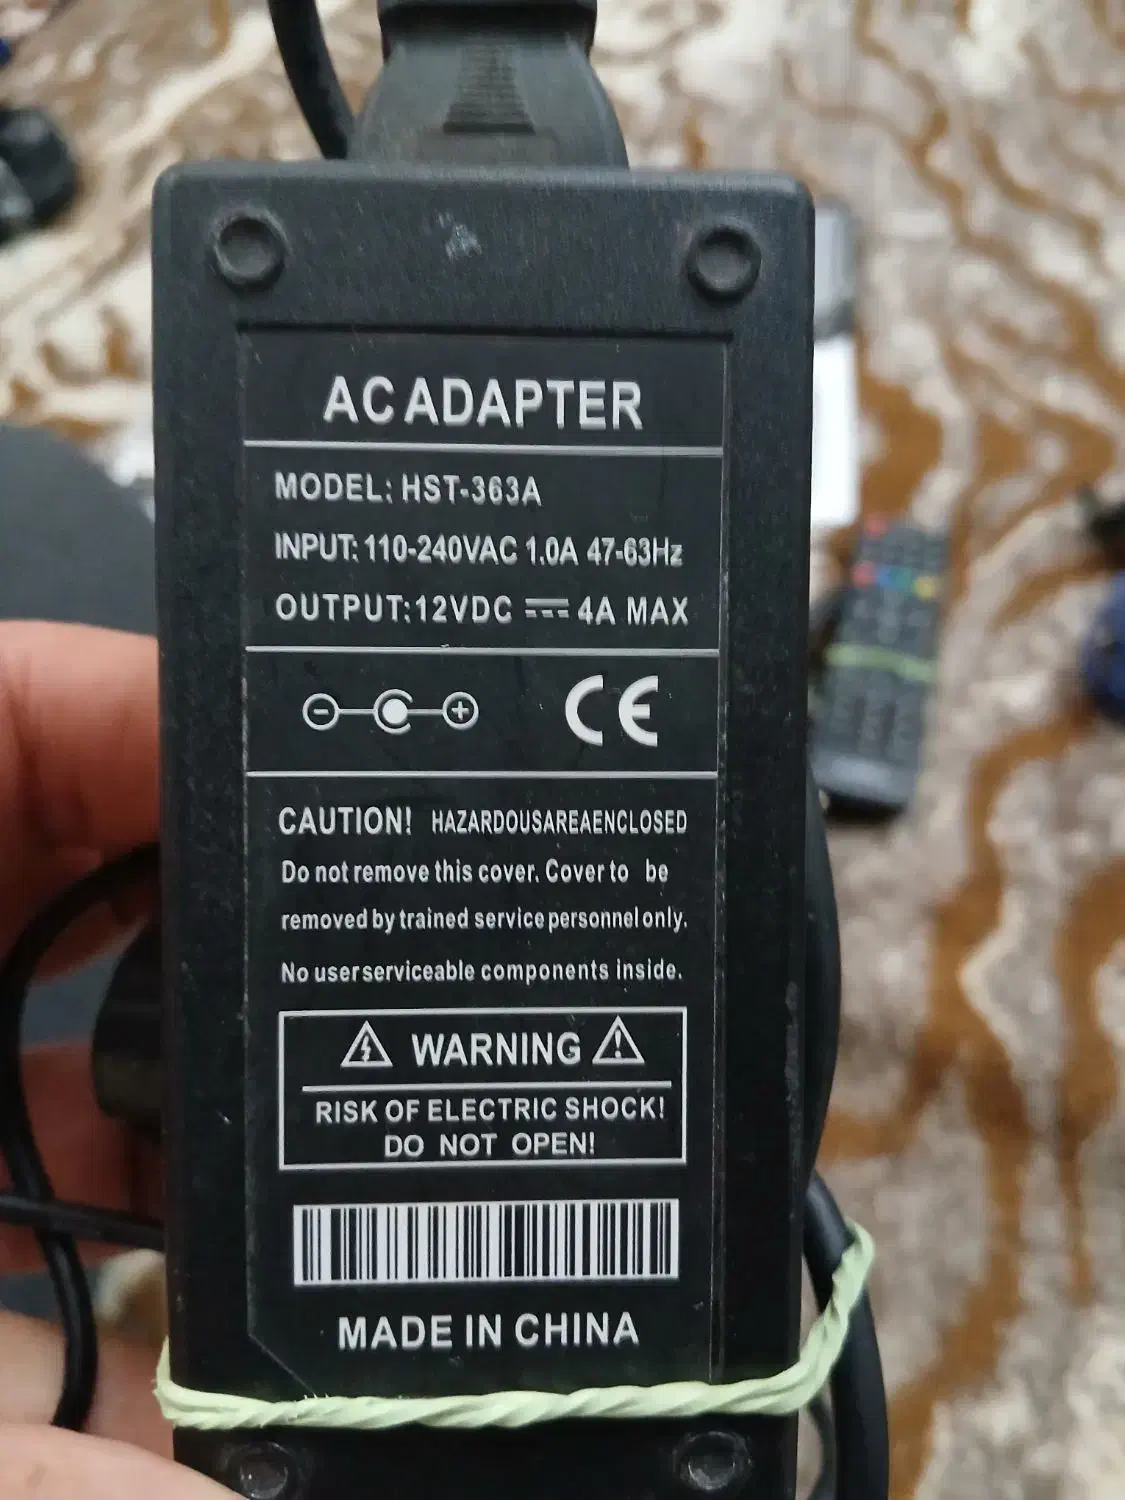 AC ADAPTER
MODEL: HST-363A
INPUT: 110-240VAC 1.0A 47-63Hz
OUTPUT: 12VDC ⎓ 4A MAX
CE
CAUTION! HAZARDOUSAREAENCLOSED
Do not remove this cover. Cover to be
removed by trained service personnel only.
No user serviceable components inside.
WARNING
RISK OF ELECTRIC SHOCK!
DO NOT OPEN!
MADE IN CHINA